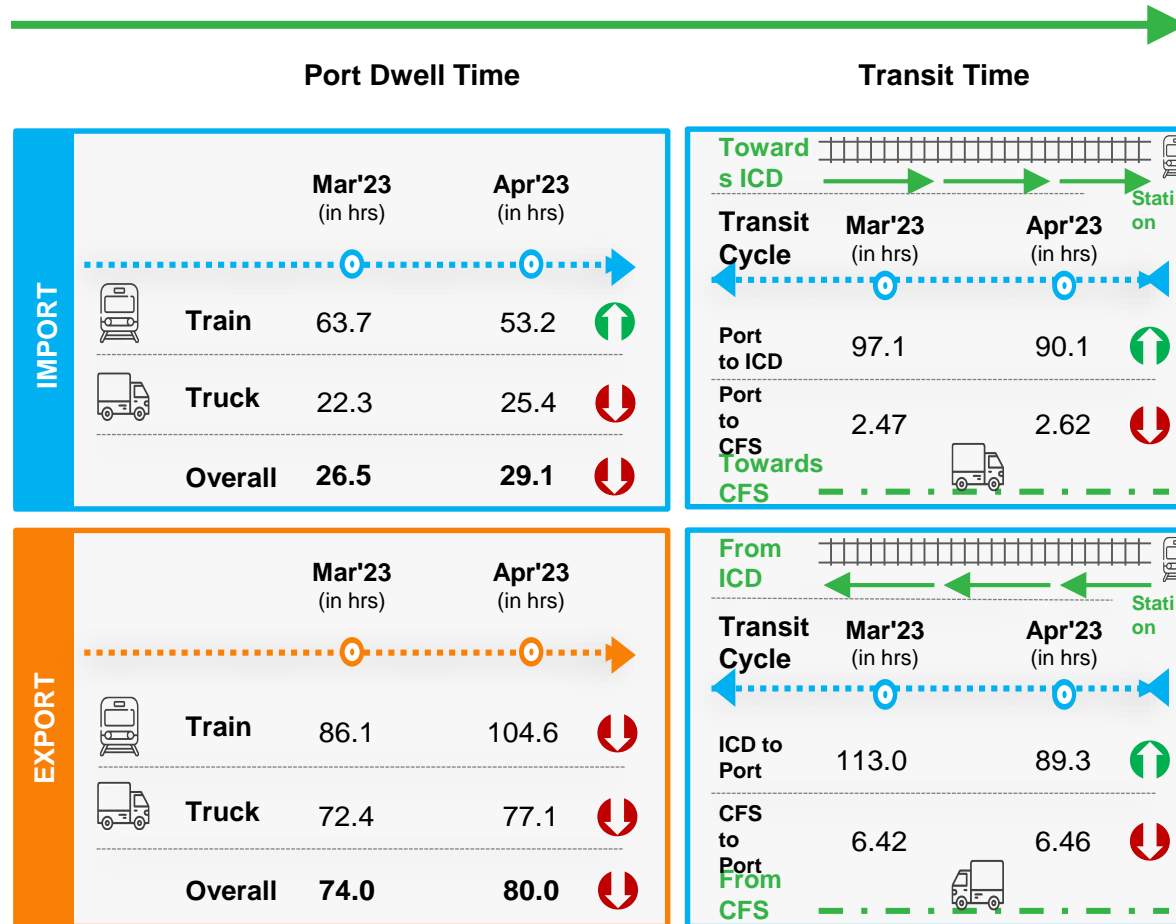 Port Dwell Time
Transit Time
IMPORT
Mar'23 Apr'23
(in hrs) (in hrs)
Train 63.7 53.2
Truck 22.3 25.4
Overall 26.5 29.1
Toward
s ICD
Stati
on
Transit
Cycle
Mar'23 Apr'23
(in hrs) (in hrs)
Port
to ICD
97.1 90.1
Port
to
CFS
2.47 2.62
Towards
CFS
EXPORT
Mar'23 Apr'23
(in hrs) (in hrs)
Train 86.1 104.6
Truck 72.4 77.1
Overall 74.0 80.0
From
ICD
Stati
on
Transit
Cycle
Mar'23 Apr'23
(in hrs) (in hrs)
ICD to
Port
113.0 89.3
CFS
to
Port
6.42 6.46
From
CFS